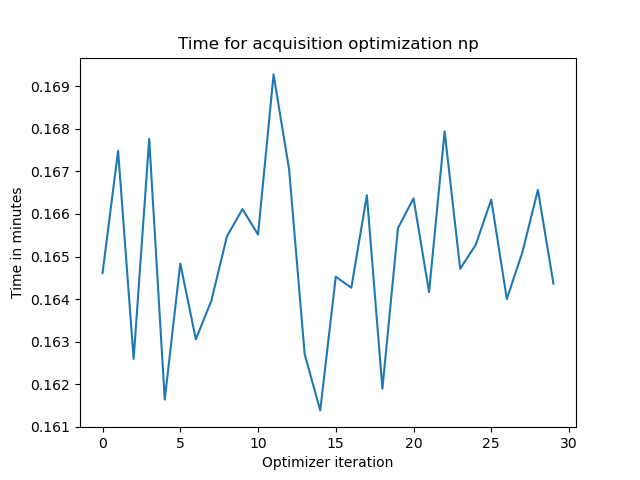 Time for acquisition optimization np
0.169
0.168
0.167
0.166
0.165
0.164
0.163
0.162
0.161
Time in minutes
0 5 10 15 20 25 30
Optimizer iteration